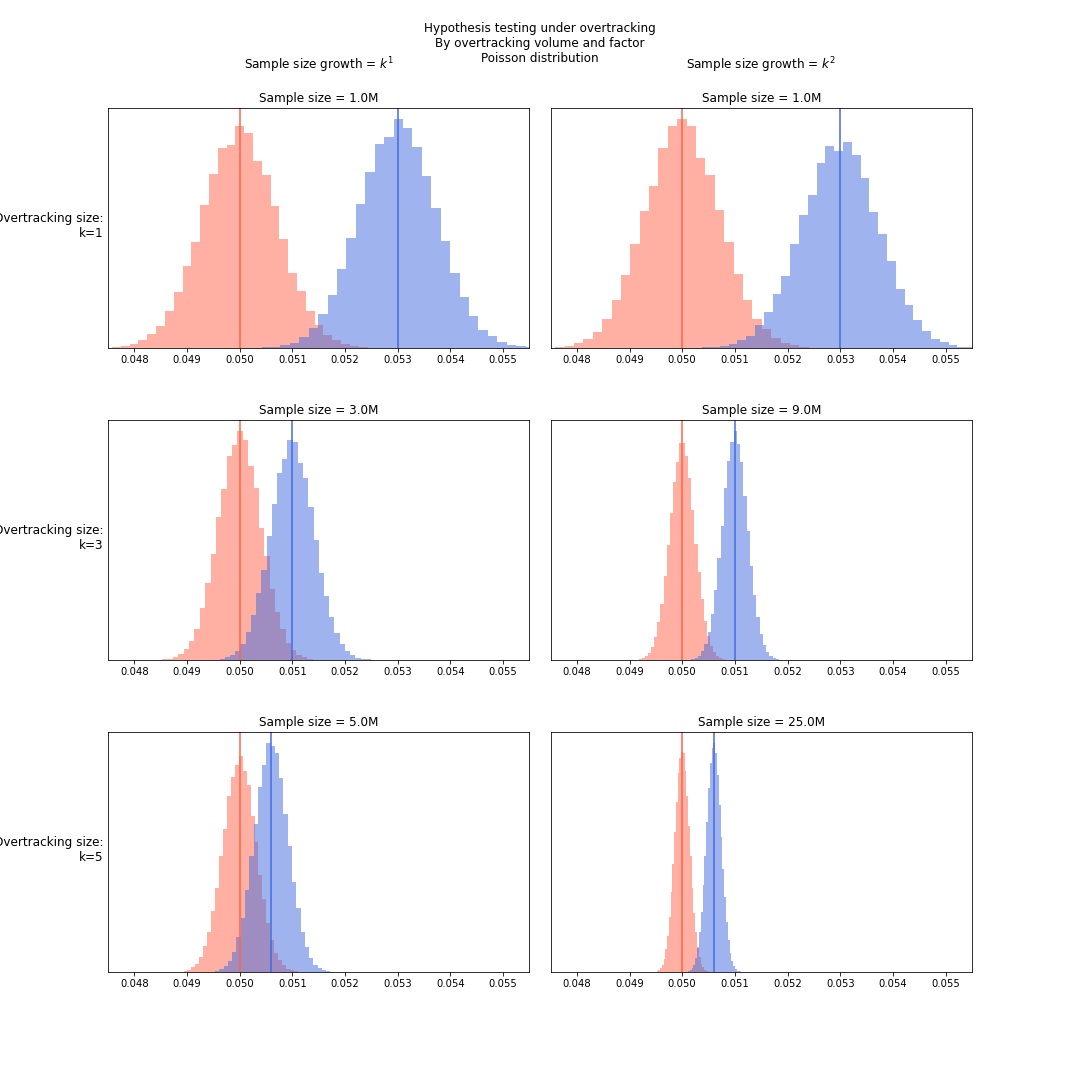 Hypothesis testing under overtracking
By overtracking volume and factor
Poisson distribution
Sample size growth = k^1
Sample size growth = k^2
Sample size = 1.0M
Sample size = 1.0M
Overtracking size:
k=1
0.048 0.049 0.050 0.051 0.052 0.053 0.054 0.055
0.048 0.049 0.050 0.051 0.052 0.053 0.054 0.055
Sample size = 3.0M
Sample size = 9.0M
Overtracking size:
k=3
0.048 0.049 0.050 0.051 0.052 0.053 0.054 0.055
0.048 0.049 0.050 0.051 0.052 0.053 0.054 0.055
Sample size = 5.0M
Sample size = 25.0M
Overtracking size:
k=5
0.048 0.049 0.050 0.051 0.052 0.053 0.054 0.055
0.048 0.049 0.050 0.051 0.052 0.053 0.054 0.055